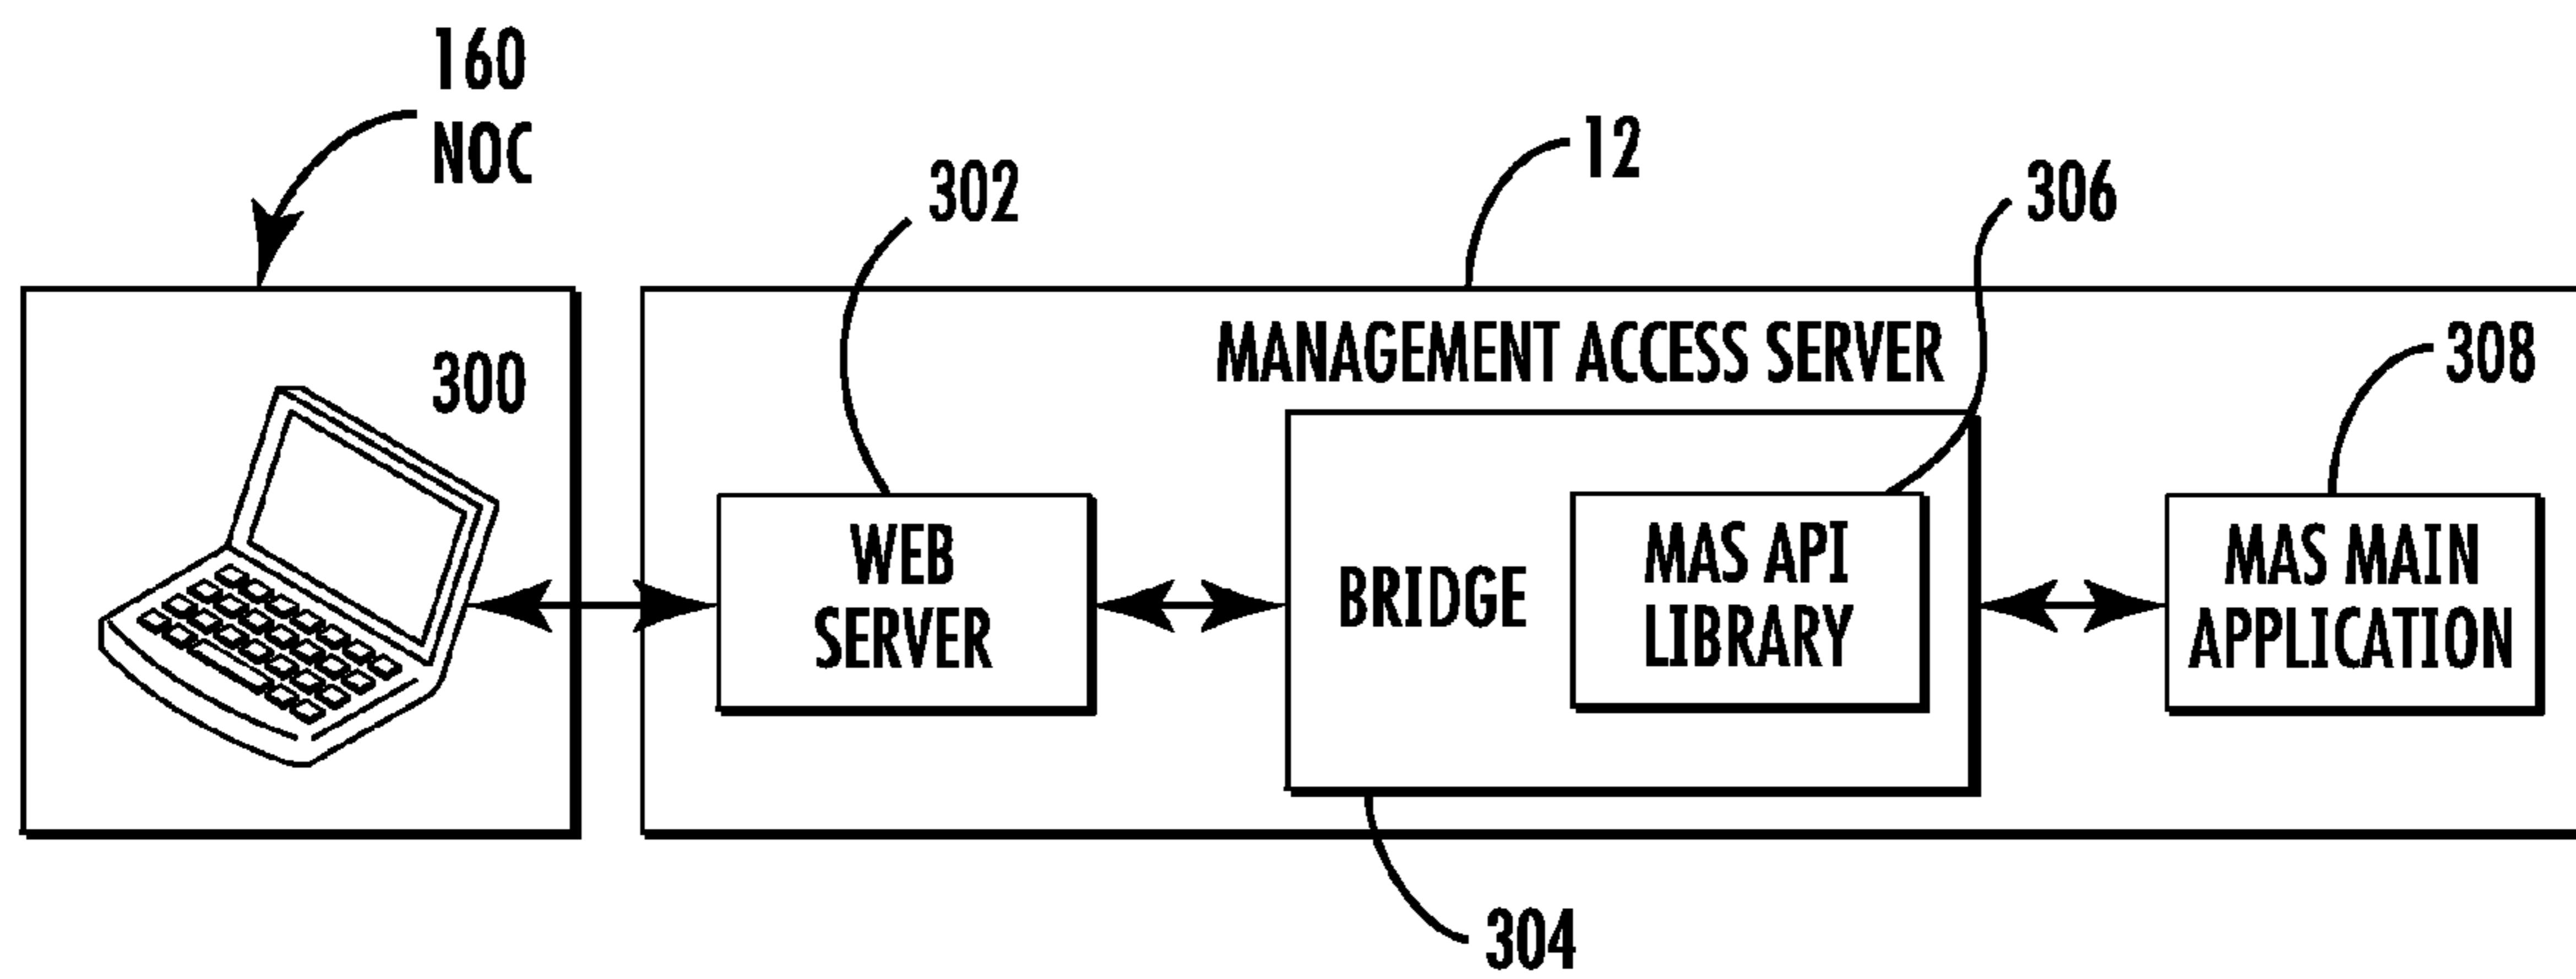 160
NOC
302
12
306
300
MANAGEMENT ACCESS SERVER
308
WEB
SERVER
BRIDGE
MAS API
LIBRARY
MAS MAIN
APPLICATION
304